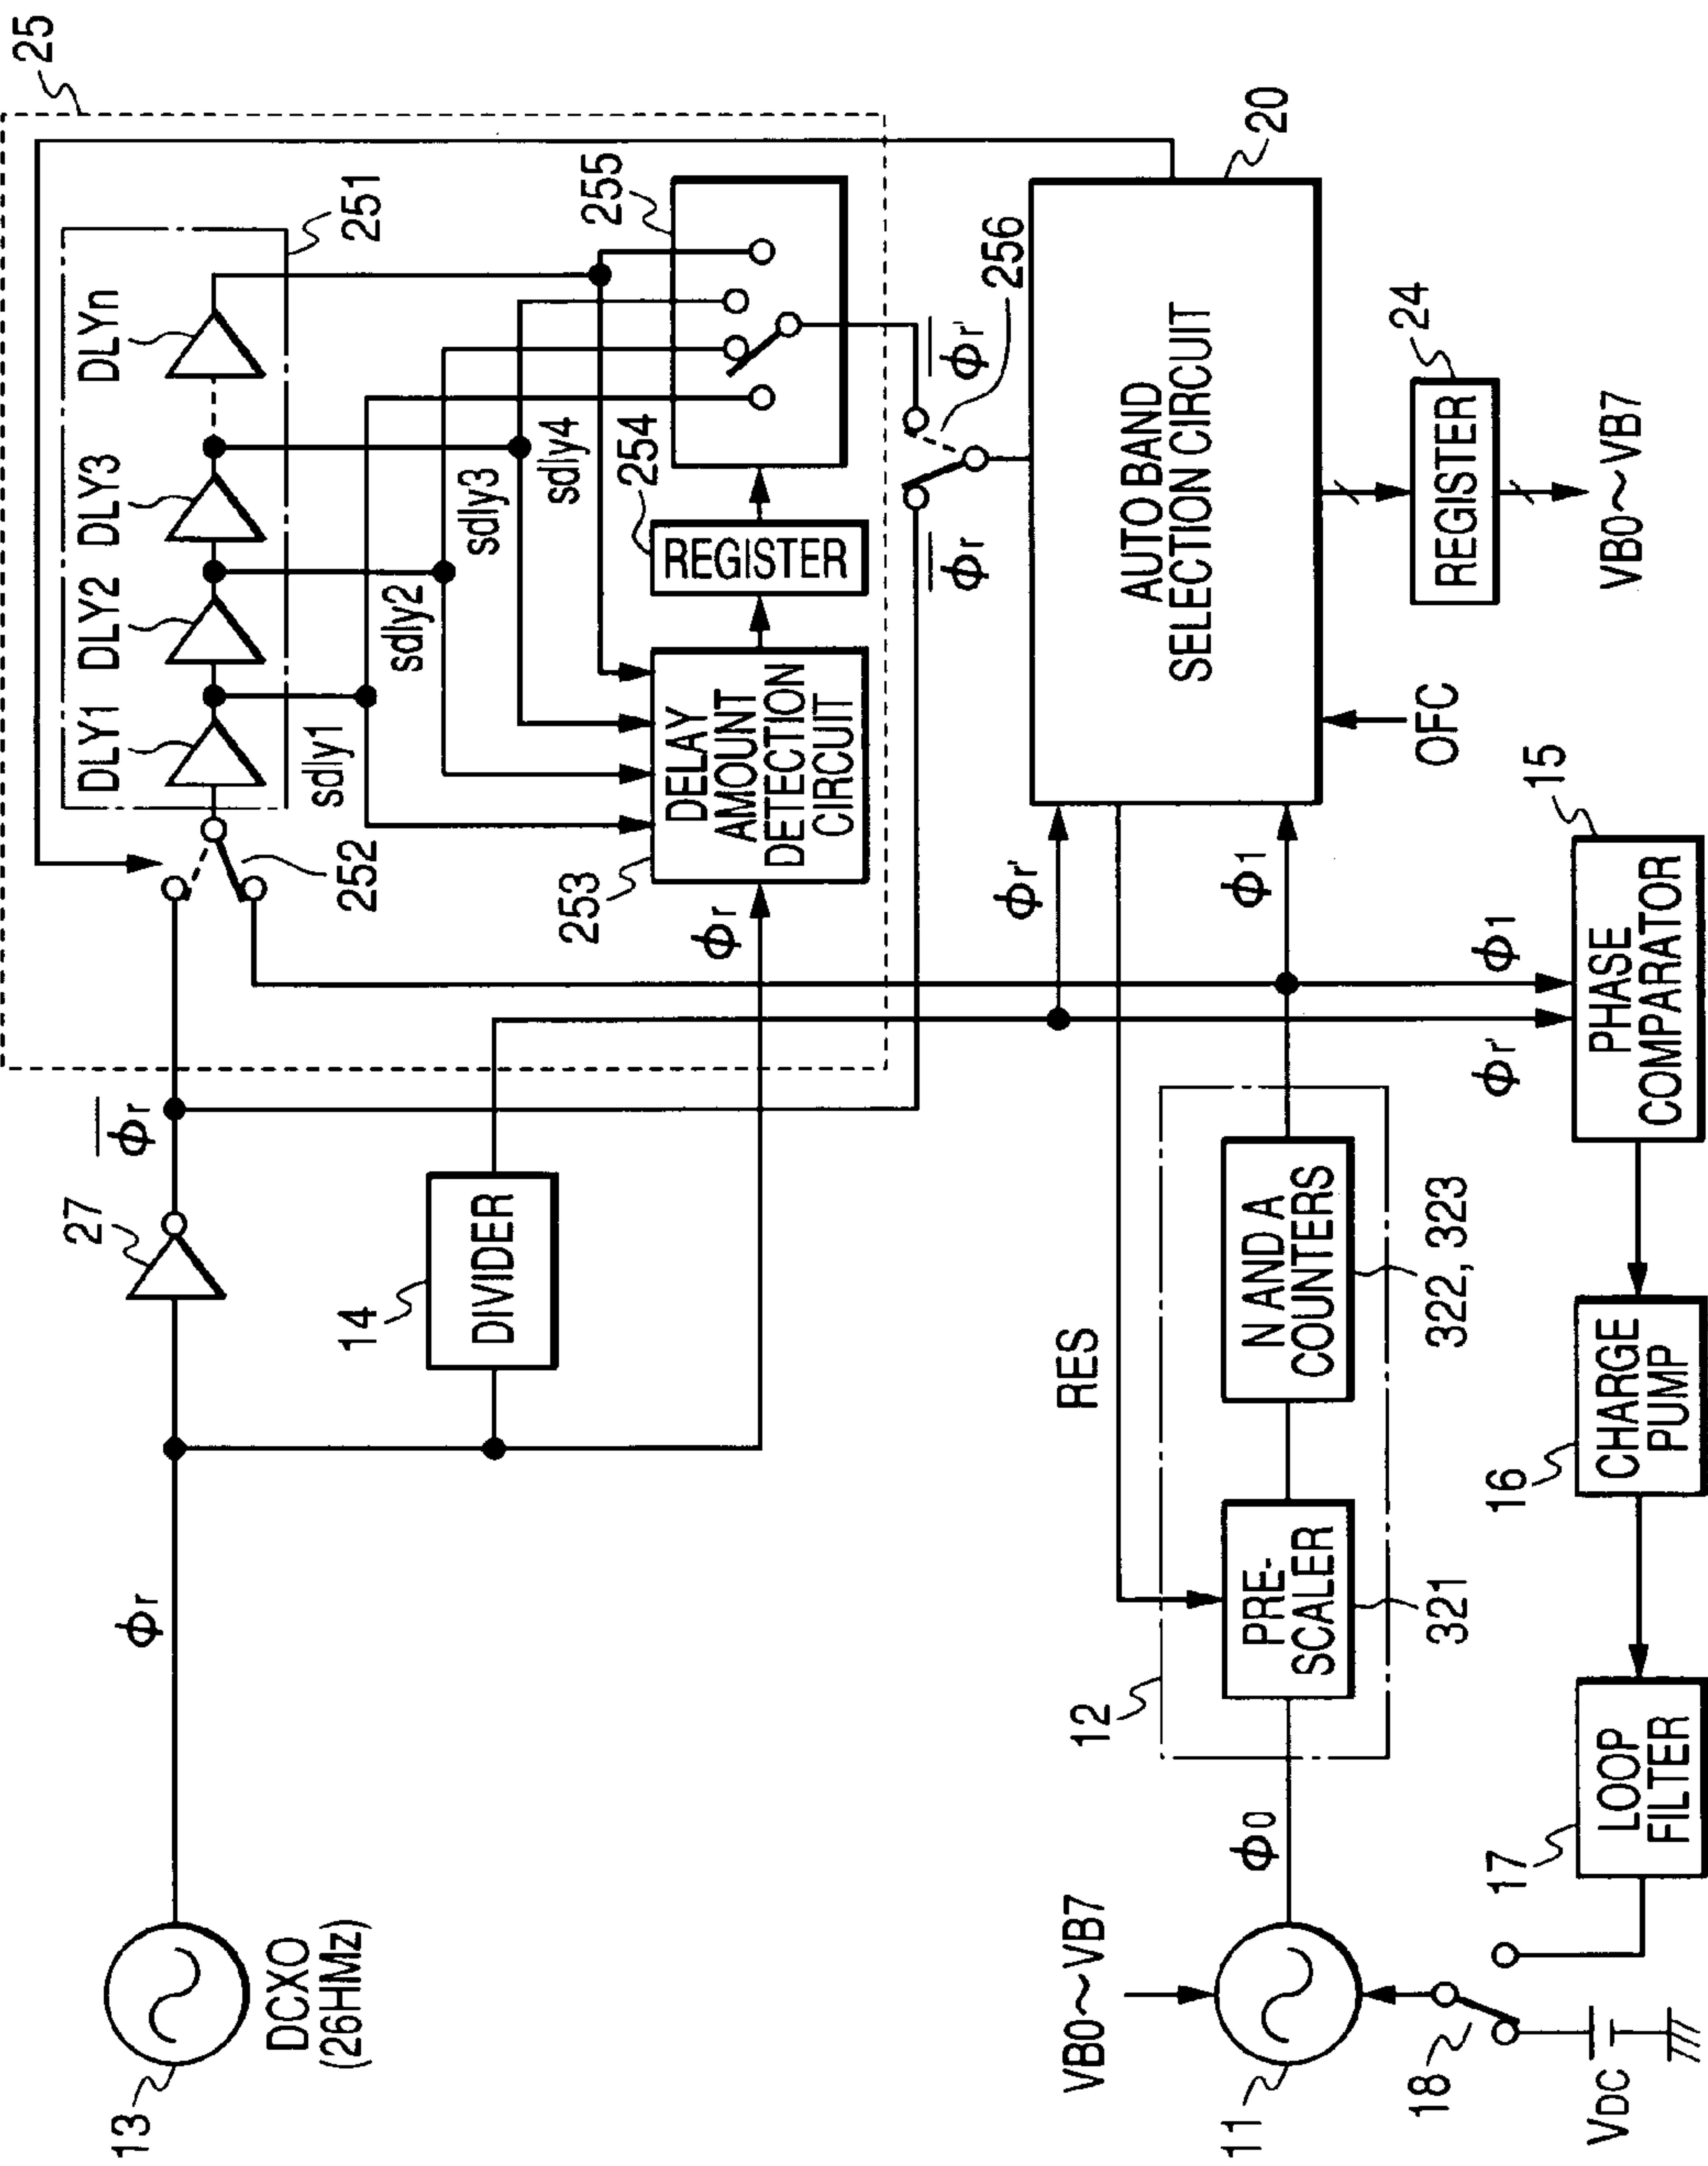 25
DLY1
DLY2
DLY3
DLYn
251
252
sdly1
sdly2
sdly3
sdly4
255
254
253
DELAY
AMOUNT
DETECTION
CIRCUIT
REGISTER
ϕr
27
ϕr
14
DIVIDER
ϕr
ϕr
ϕr'
256
13
DCXO
(26HMz)
ϕr'
RES
ϕ1
AUTO BAND
SELECTION CIRCUIT
20
OFC
24
REGISTER
VB0~VB7
12
PRE-
SCALER
321
N AND A
COUNTERS
322, 323
VB0~VB7
11
ϕ0
18
VDC
17
LOOP
FILTER
16
CHARGE
PUMP
15
PHASE
COMPARATOR
ϕr'
ϕ1